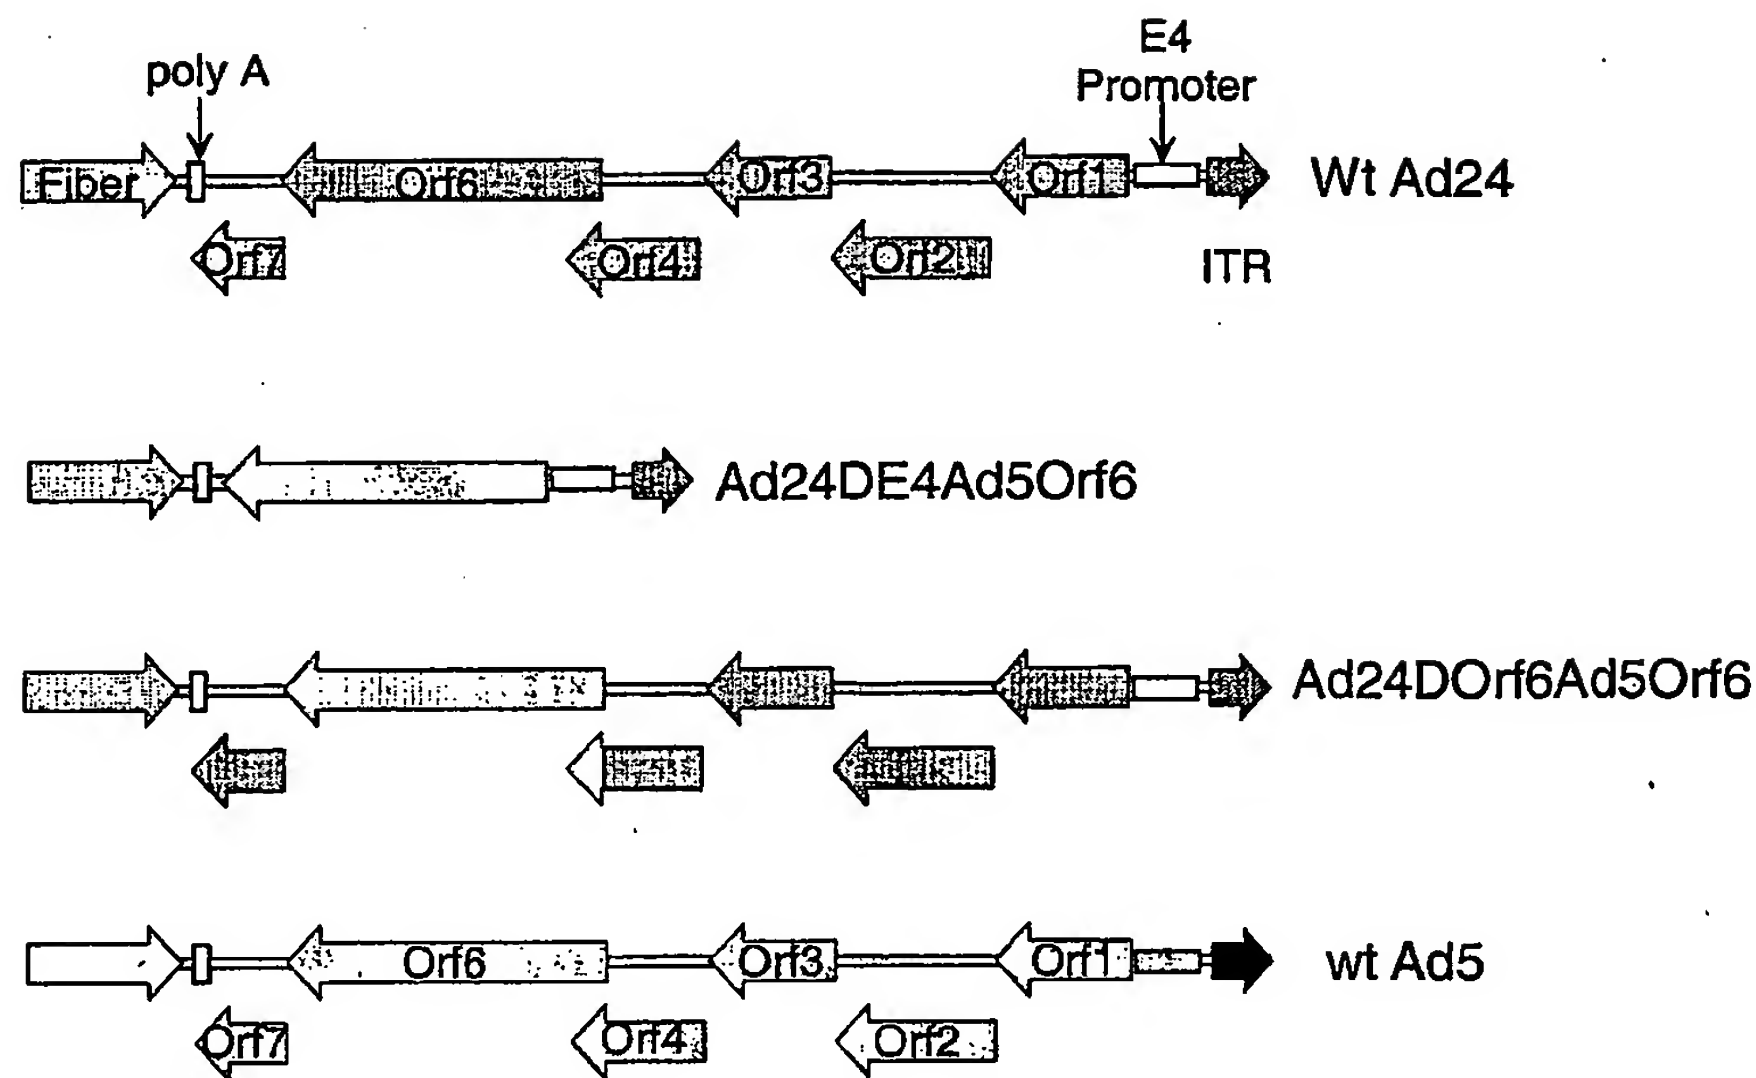 E4
poly A
Promoter
Fiber
Orf6
Orf3
Orf1
Wt Ad24
Orf7
Orf4
Orf2
ITR
Ad24DE4Ad5Orf6
Ad24DOrf6Ad5Orf6
Orf6
Orf3
Orf1
wt Ad5
Orf7
Orf4
Orf2